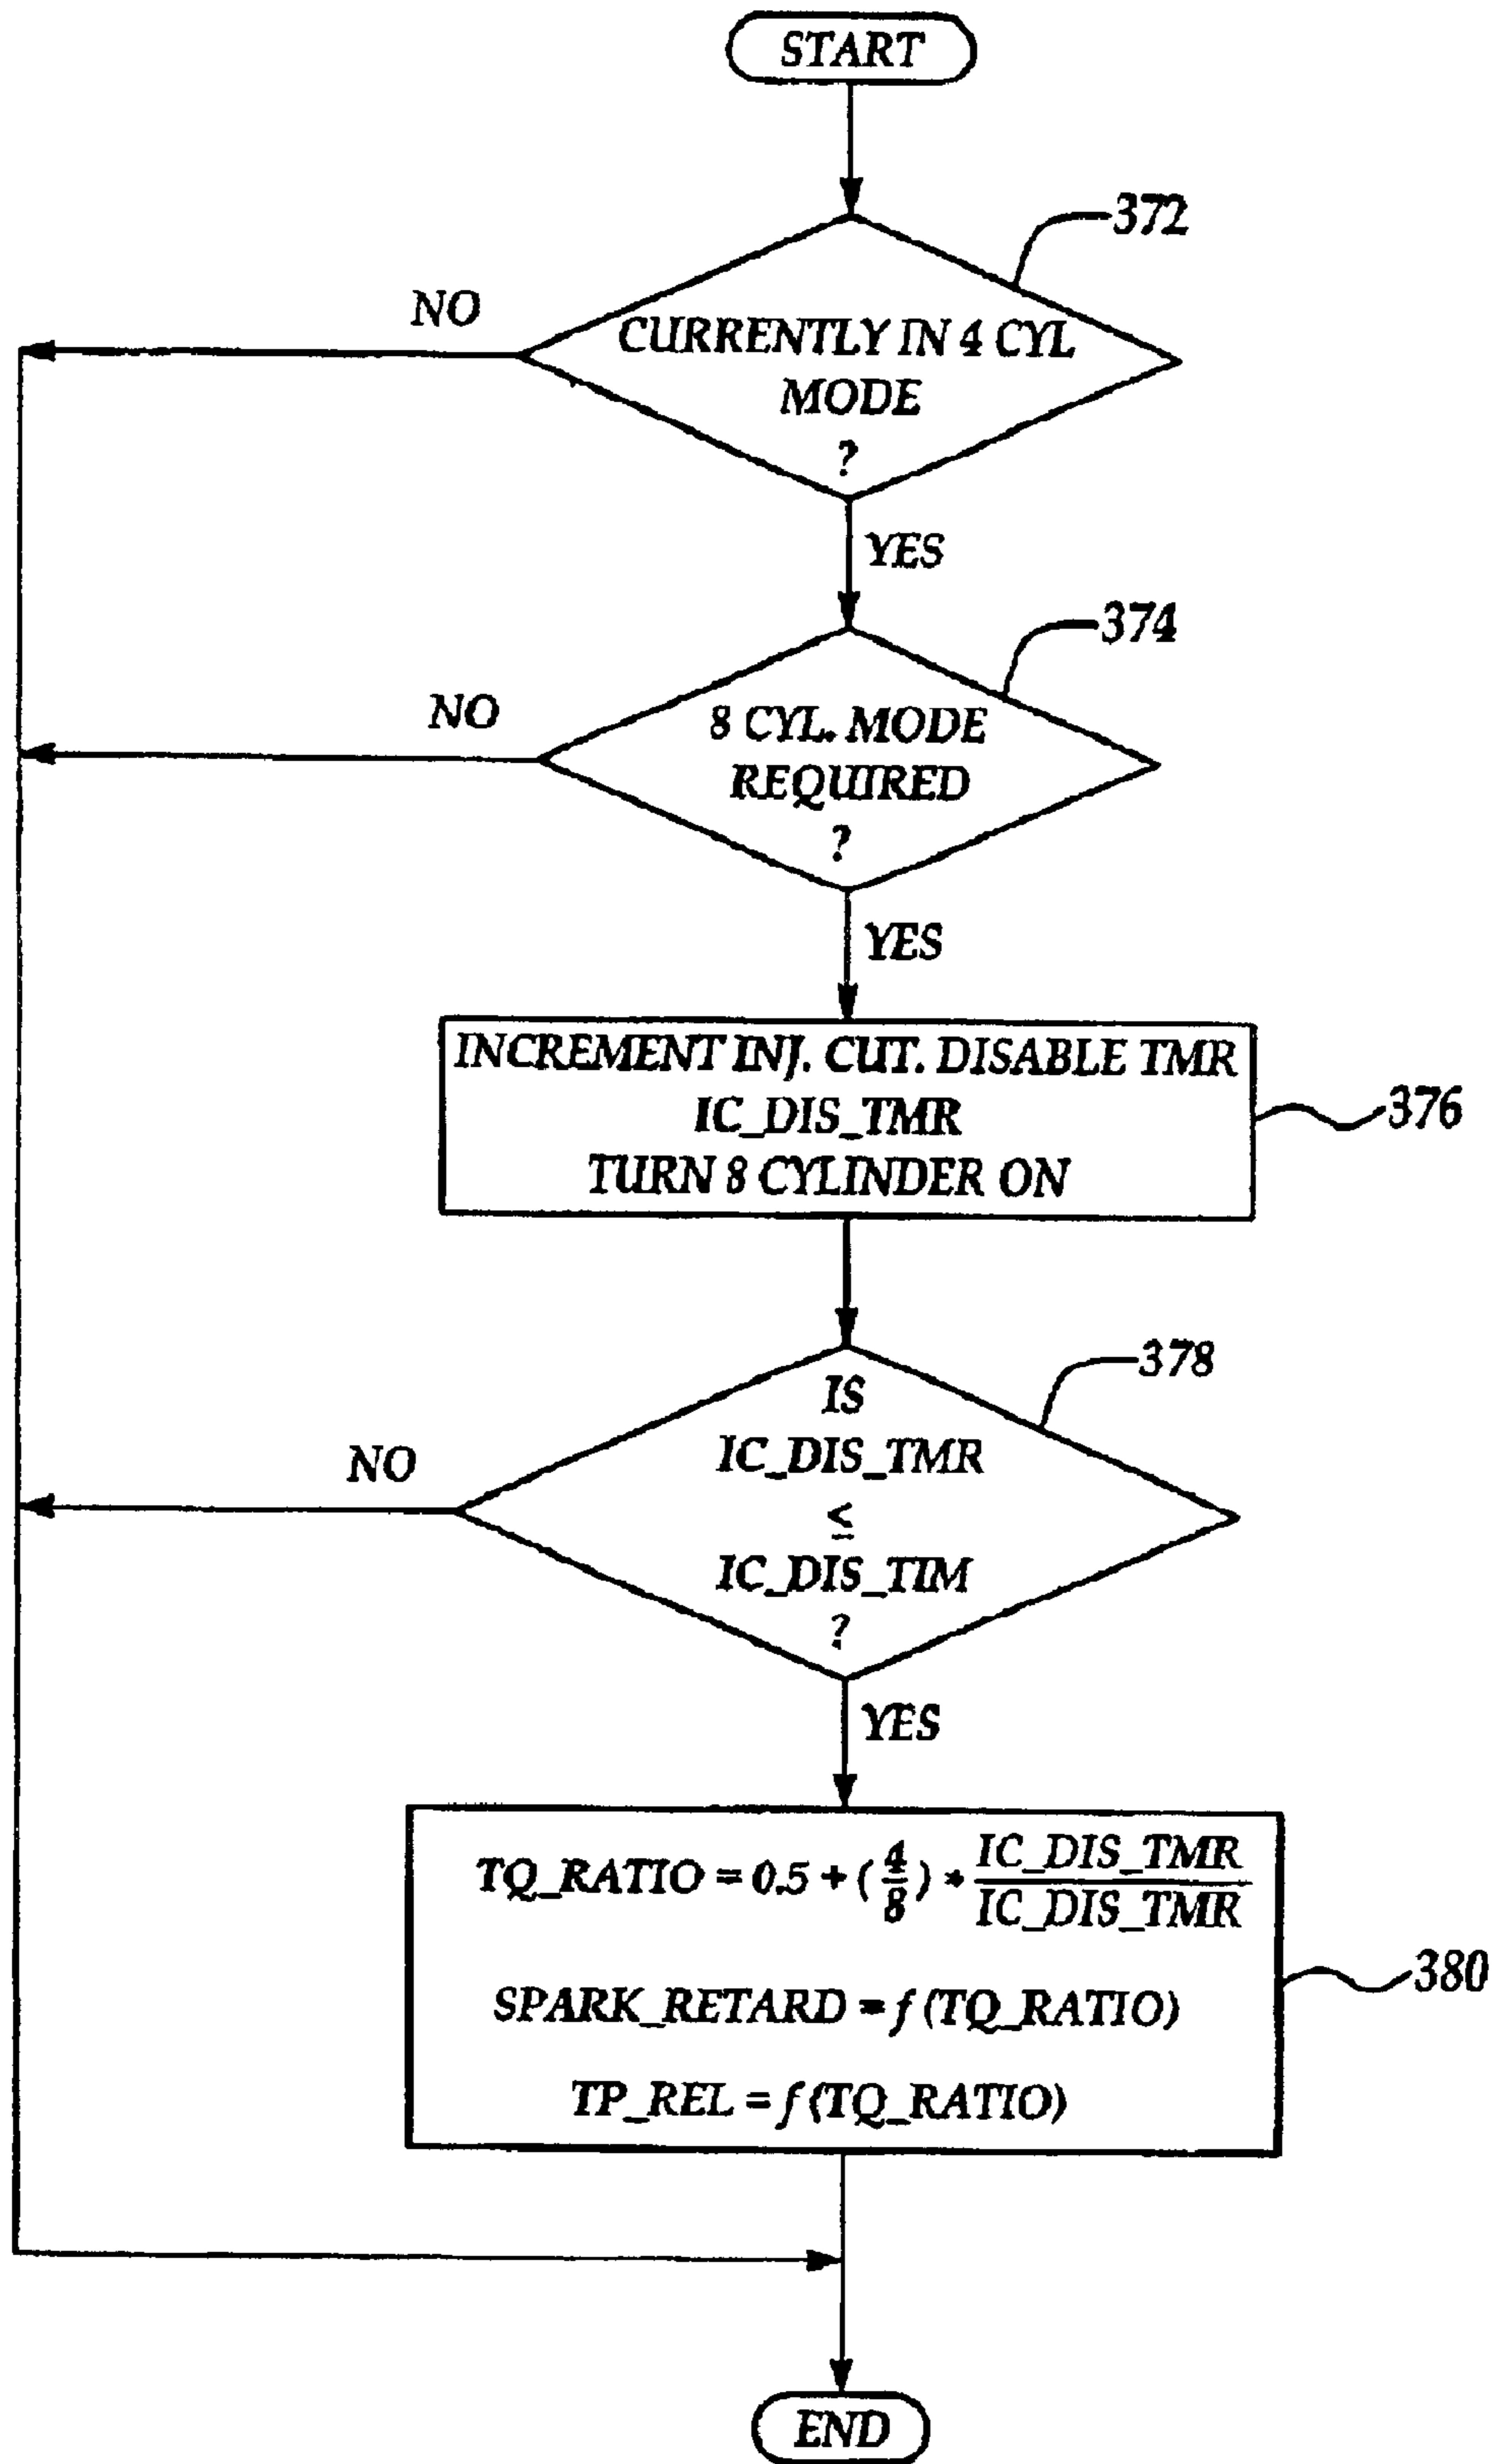 START
372
NO
CURRENTLY IN 4 CYL
MODE
?
YES
374
NO
8 CYL. MODE
REQUIRED
?
YES
INCREMENT INJ. CUT. DISABLE TMR
IC_DIS_TMR
TURN 8 CYLINDER ON
376
378
NO
IS
IC_DIS_TMR
≤
IC_DIS_TIM
?
YES
TQ_RATIO = 0.5 + (4/8) * IC_DIS_TMR/IC_DIS_TMR
SPARK_RETARD = f (TQ_RATIO)
TP_REL = f (TQ_RATIO)
380
END